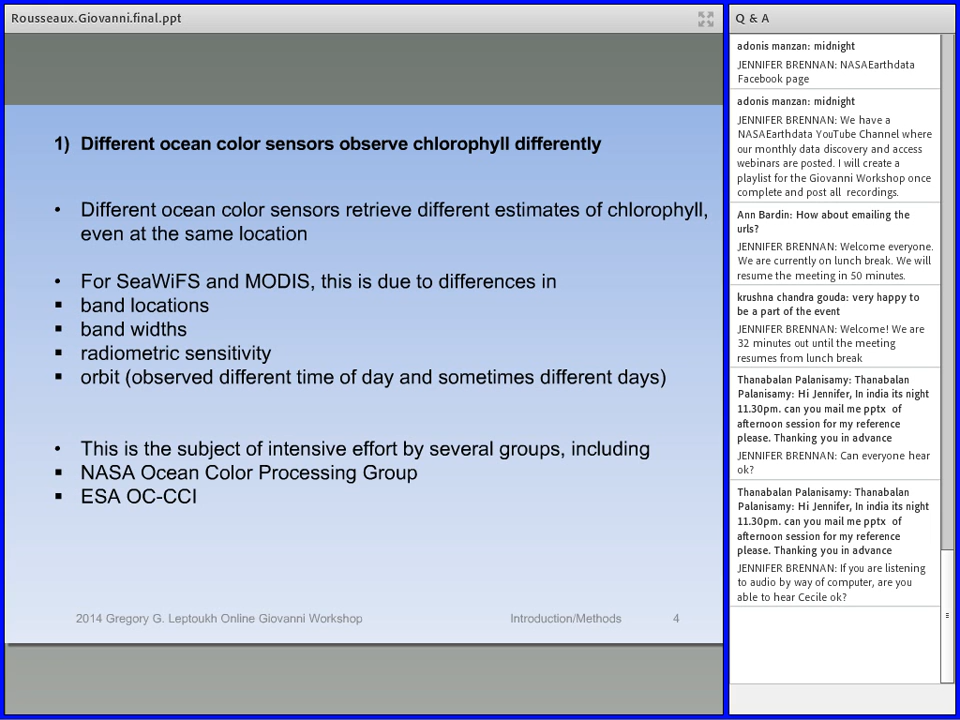 Rousseaux.Giovanni.final.ppt
1) Different ocean color sensors observe chlorophyll differently
• Different ocean color sensors retrieve different estimates of chlorophyll,
even at the same location
• For SeaWiFS and MODIS, this is due to differences in
▪ band locations
▪ band widths
▪ radiometric sensitivity
▪ orbit (observed different time of day and sometimes different days)
• This is the subject of intensive effort by several groups, including
▪ NASA Ocean Color Processing Group
▪ ESA OC-CCI
2014 Gregory G. Leptoukh Online Giovanni Workshop Introduction/Methods 4
Q & A
adonis manzan: midnight
JENNIFER BRENNAN: NASAEarthdata
Facebook page
adonis manzan: midnight
JENNIFER BRENNAN: We have a
NASAEarthdata YouTube Channel where
our monthly data discovery and access
webinars are posted. I will create a
playlist for the Giovanni Workshop once
complete and post all recordings.
Ann Bardin: How about emailing the
urls?
JENNIFER BRENNAN: Welcome everyone.
We are currently on lunch break. We will
resume the meeting in 50 minutes.
krushna chandra gouda: very happy to
be a part of the event
JENNIFER BRENNAN: Welcome! We are
32 minutes out until the meeting
resumes from lunch break
Thanabalan Palanisamy: Thanabalan
Palanisamy: Hi Jennifer, In india its night
11.30pm. can you mail me pptx of
afternoon session for my reference
please. Thanking you in advance
JENNIFER BRENNAN: Can everyone hear
ok?
Thanabalan Palanisamy: Thanabalan
Palanisamy: Hi Jennifer, In india its night
11.30pm. can you mail me pptx of
afternoon session for my reference
please. Thanking you in advance
JENNIFER BRENNAN: If you are listening
to audio by way of computer, are you
able to hear Cecile ok?